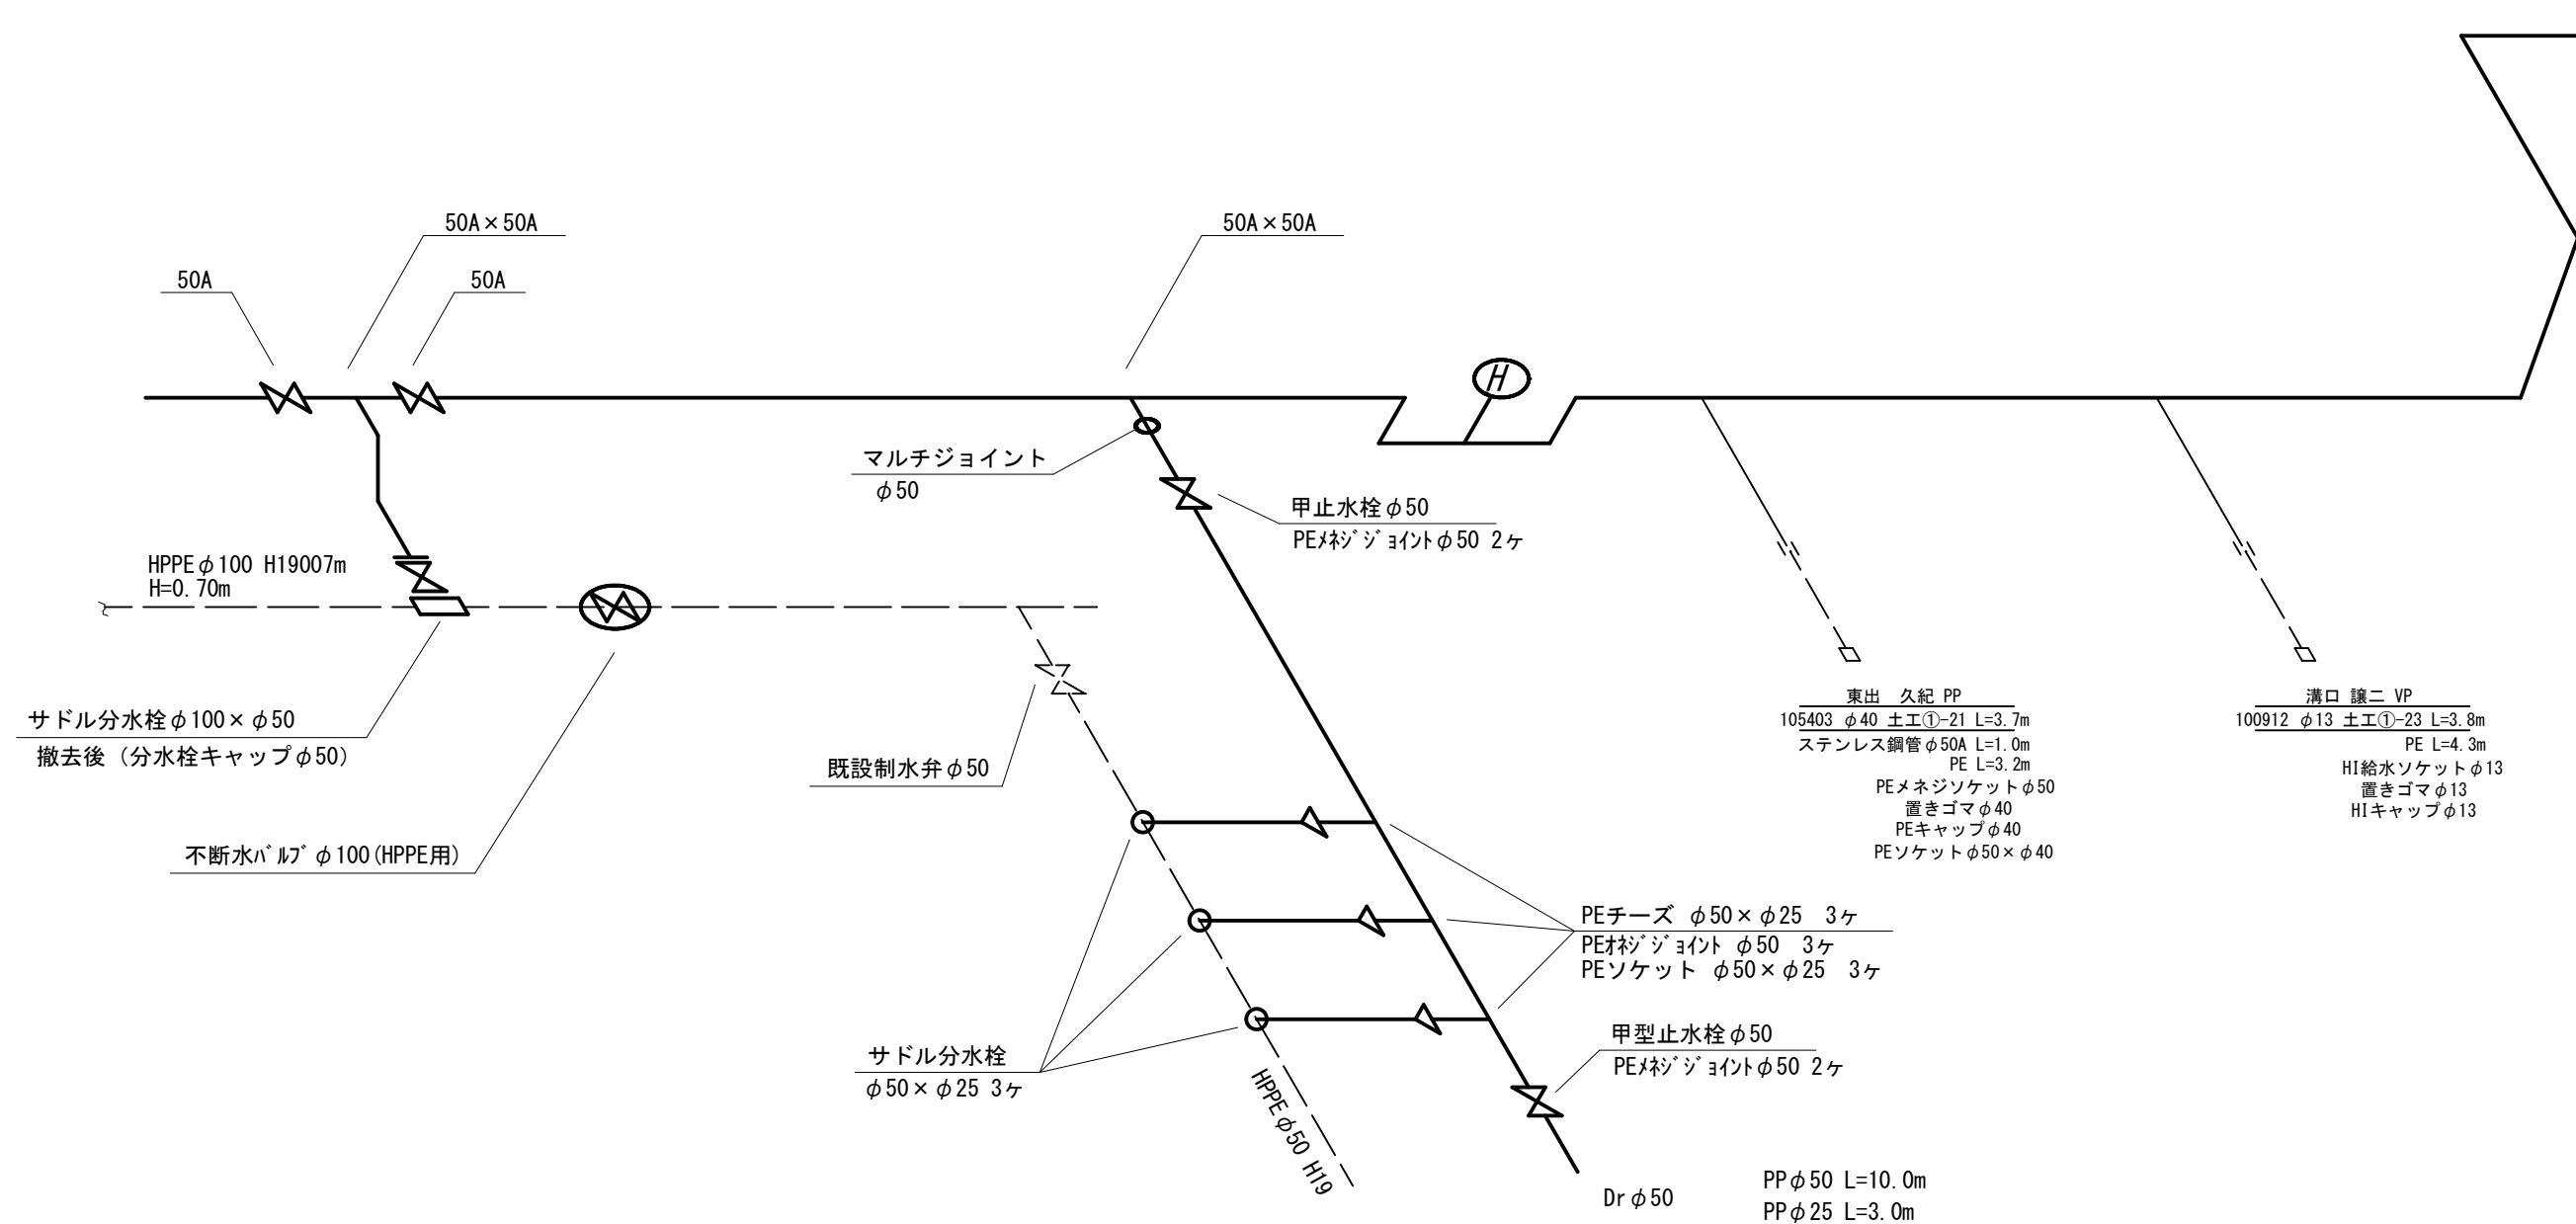 50A×50A
50A×50A
50A
50A
H
マルチジョイント
φ50
甲止水栓φ50
PEﾒﾈｼﾞｼﾞｮｲﾝﾄφ50 2ヶ
HPPEφ100 H19007m
H=0.70m
サドル分水栓φ100×φ50
撤去後（分水栓キャップφ50）
既設制水弁φ50
不断水ﾊﾞﾙﾌﾞφ100(HPPE用)
東出　久紀 PP
105403 φ40 土工①-21 L=3.7m
ステンレス鋼管φ50A L=1.0m
PE L=3.2m
PEメネジソケットφ50
置きゴマφ40
PEキャップφ40
PEソケットφ50×φ40
溝口 譲二 VP
100912 φ13 土工①-23 L=3.8m
PE L=4.3m
HI給水ソケットφ13
置きゴマφ13
HIキャップφ13
PEチーズ φ50×φ25　3ヶ
PEｵﾈｼﾞｼﾞｮｲﾝﾄ φ50　3ヶ
PEソケット φ50×φ25　3ヶ
サドル分水栓
φ50×φ25 3ヶ
甲型止水栓φ50
PEﾒﾈｼﾞｼﾞｮｲﾝﾄφ50 2ヶ
HPPEφ50 H19
Drφ50
PPφ50 L=10.0m
PPφ25 L=3.0m